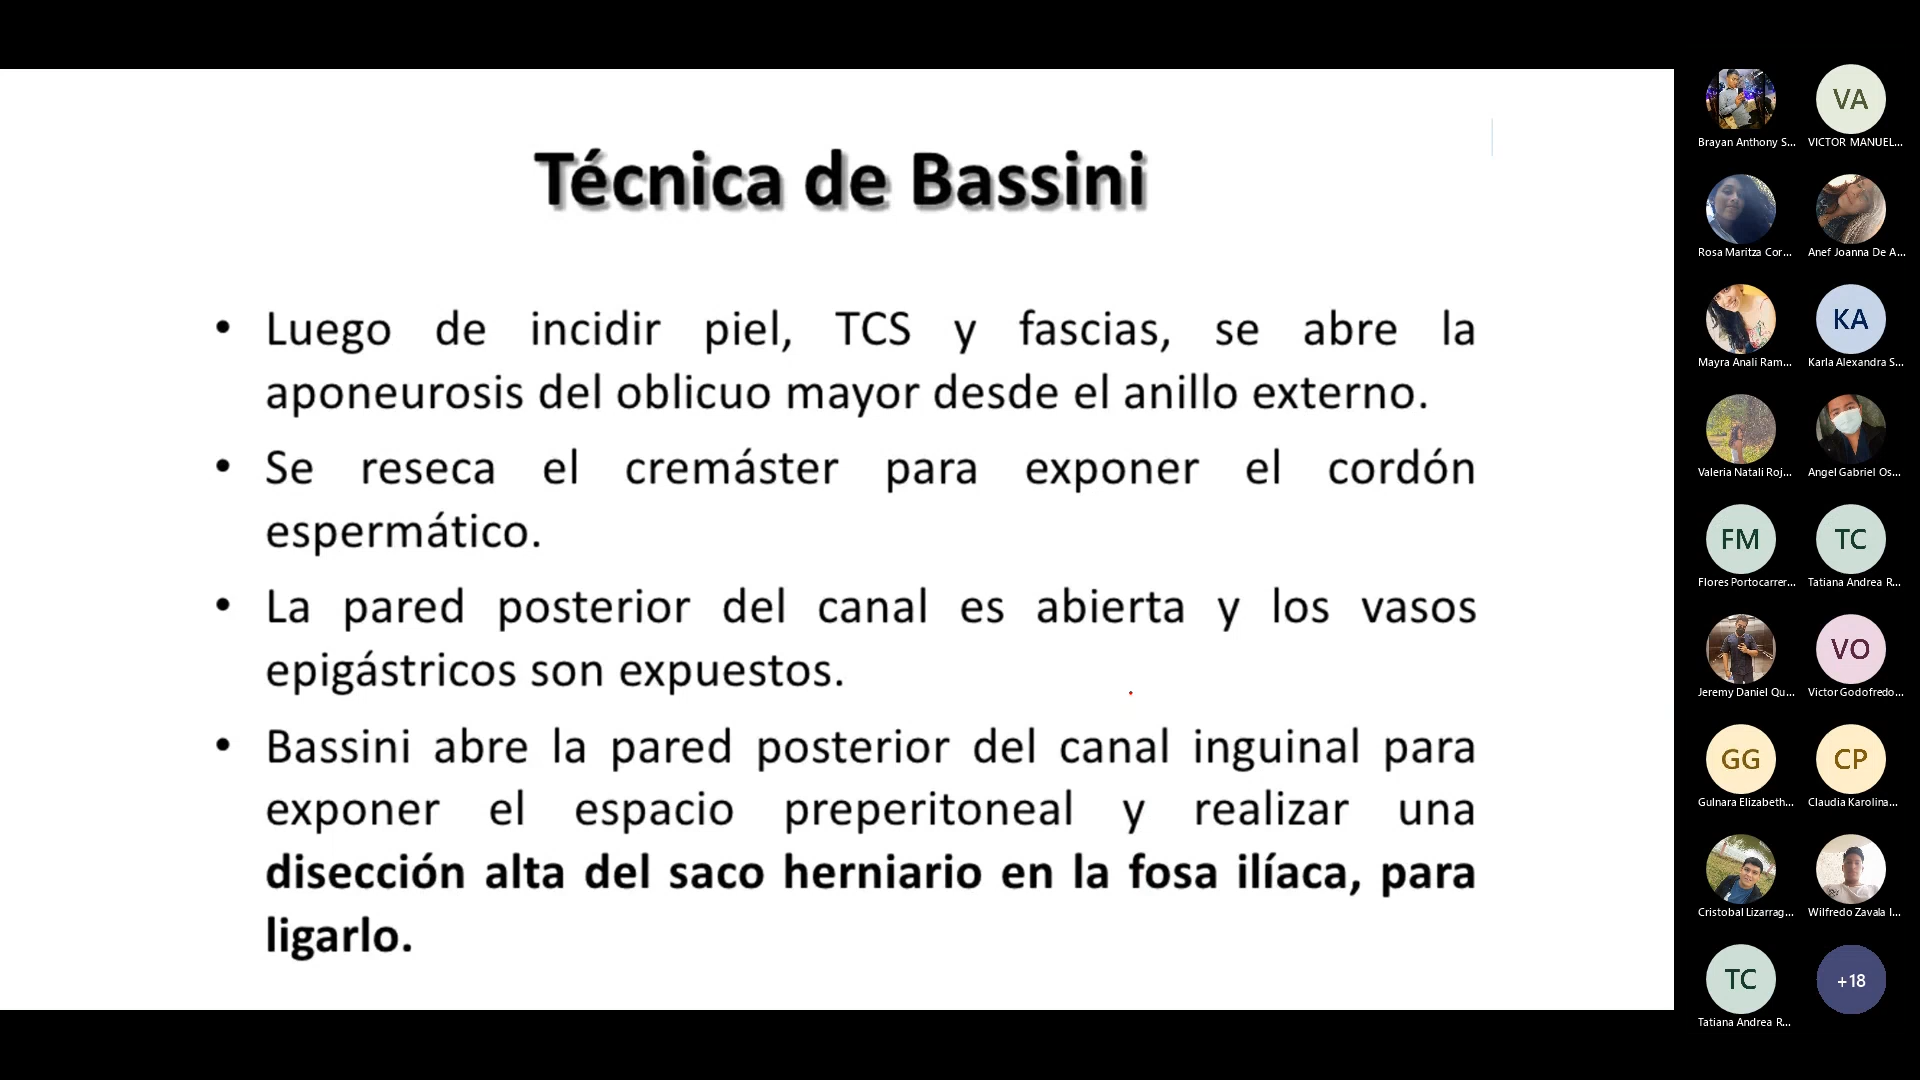 Técnica de Bassini
• Luego de incidir piel, TCS y fascias, se abre la
aponeurosis del oblicuo mayor desde el anillo externo.
• Se reseca el cremáster para exponer el cordón
espermático.
• La pared posterior del canal es abierta y los vasos
epigástricos son expuestos.
• Bassini abre la pared posterior del canal inguinal para
exponer el espacio preperitoneal y realizar una
disección alta del saco herniario en la fosa ilíaca, para
ligarlo.
Brayan Anthony S...
VA
VICTOR MANUEL...
Rosa Maritza Cor...
Anef Joanna De A...
Mayra Anali Ram...
KA
Karla Alexandra S...
Valeria Natali Roj...
Angel Gabriel Os...
FM
Flores Portocarrer...
TC
Tatiana Andrea R...
Jeremy Daniel Qu...
VO
Victor Godofredo...
GG
Gulnara Elizabeth...
CP
Claudia Karolina...
Cristobal Lizarrag...
Wilfredo Zavala I...
TC
Tatiana Andrea R...
+18